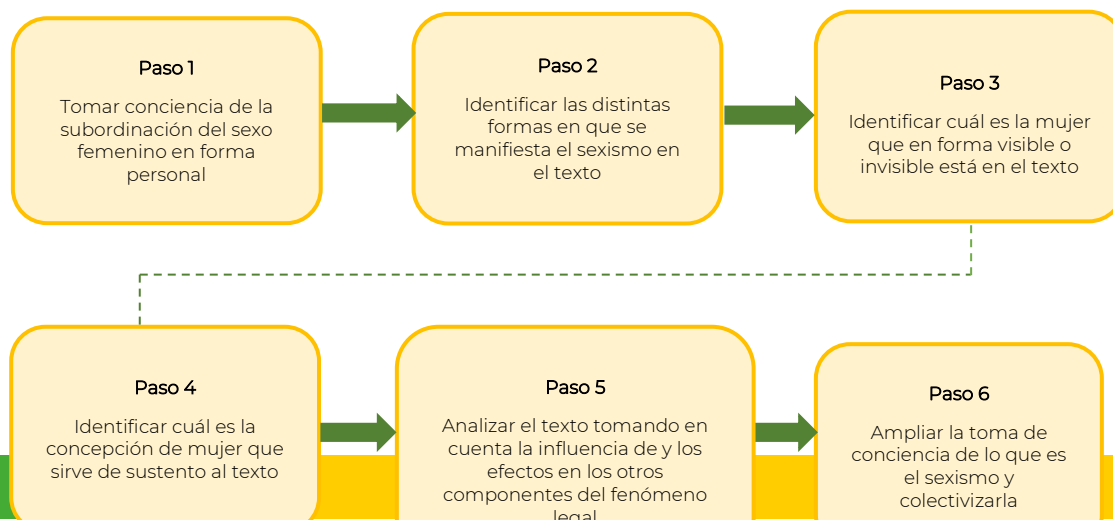 Paso 1
Tomar conciencia de la
subordinación del sexo
femenino en forma
personal
Paso 2
Identificar las distintas
formas en que se
manifiesta el sexismo en
el texto
Paso 3
Identificar cuál es la mujer
que en forma visible o
invisible está en el texto
Paso 4
Identificar cuál es la
concepción de mujer que
sirve de sustento al texto
Paso 5
Analizar el texto tomando en
cuenta la influencia de y los
efectos en los otros
componentes del fenómeno
legal
Paso 6
Ampliar la toma de
conciencia de lo que es
el sexismo y
colectivizarla